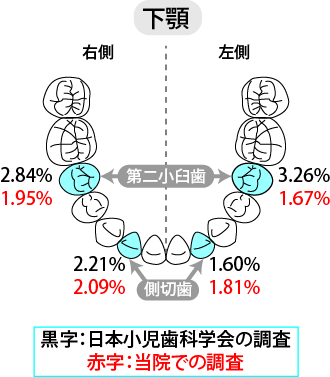 下顎
右側 左側
2.84% 第二小臼歯 3.26%
1.95% 1.67%
2.21% 1.60%
2.09% 側切歯 1.81%
黒字：日本小児歯科学会の調査
赤字：当院での調査